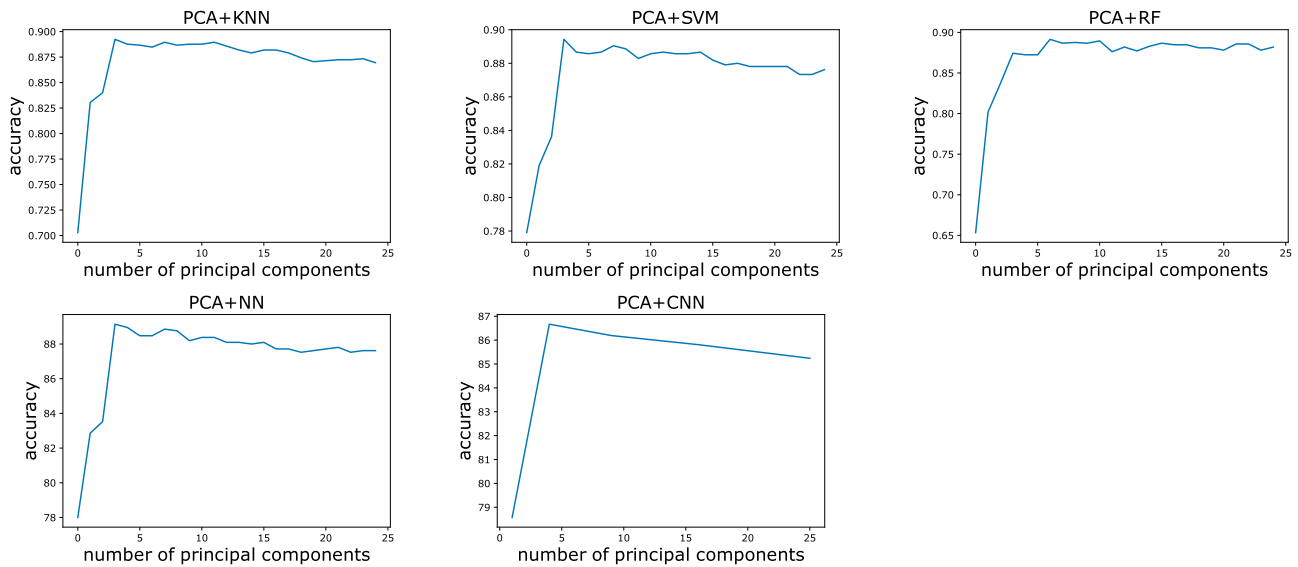 PCA+KNN
accuracy
0.900
0.875
0.850
0.825
0.800
0.775
0.750
0.725
0.700
0 5 10 15 20 25
number of principal components
PCA+SVM
accuracy
0.90
0.88
0.86
0.84
0.82
0.80
0.78
0 5 10 15 20 25
number of principal components
PCA+RF
accuracy
0.90
0.85
0.80
0.75
0.70
0.65
0 5 10 15 20 25
number of principal components
PCA+NN
accuracy
88
86
84
82
80
78
0 5 10 15 20 25
number of principal components
PCA+CNN
accuracy
87
86
85
84
83
82
81
80
79
0 5 10 15 20 25
number of principal components